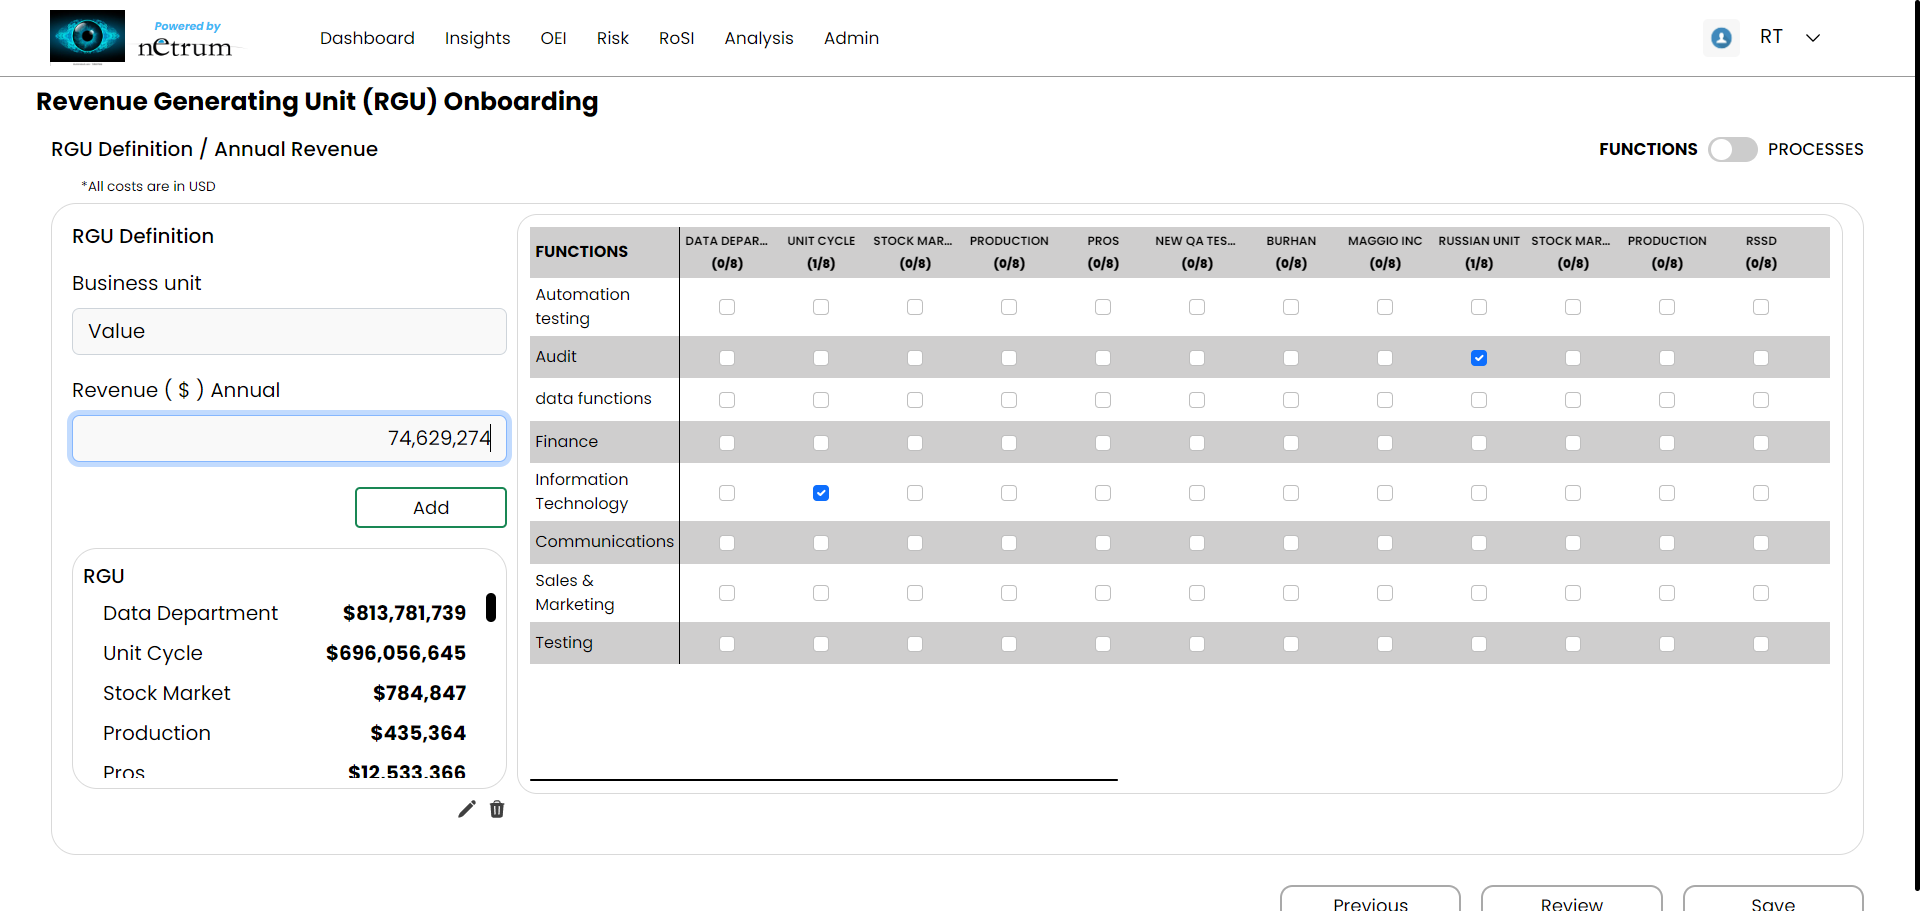 Powered by
netrum
Dashboard Insights OEI Risk RoSI Analysis Admin
RT
Revenue Generating Unit (RGU) Onboarding
RGU Definition / Annual Revenue
FUNCTIONS PROCESSES
*All costs are in USD
RGU Definition
Business unit
Value
Revenue ( $ ) Annual
74,629,274
Add
RGU
Data Department $813,781,739
Unit Cycle $696,056,645
Stock Market $784,847
Production $435,364
Pros $12,533,366
FUNCTIONS DATA DEPAR... UNIT CYCLE STOCK MAR... PRODUCTION PROS NEW QA TES... BURHAN MAGGIO INC RUSSIAN UNIT STOCK MAR... PRODUCTION RSSD
(0/8) (1/8) (0/8) (0/8) (0/8) (0/8) (0/8) (0/8) (1/8) (0/8) (0/8) (0/8)
Automation
testing
Audit
data functions
Finance
Information
Technology
Communications
Sales &
Marketing
Testing
Previous Review Save